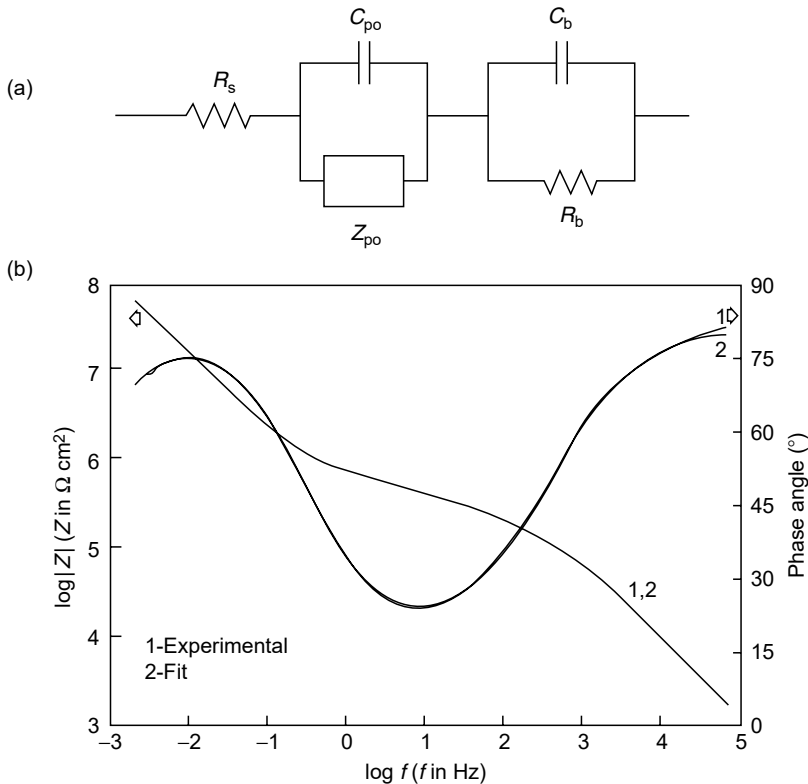 (a)
C_po
C_b
R_s
Z_po
R_b
(b)
8
7
6
5
4
3
log|Z| (Z in Ω cm²)
90
75
60
45
30
15
0
Phase angle (°)
1
2
1,2
1-Experimental
2-Fit
−3
−2
−1
0
1
2
3
4
5
log f (f in Hz)